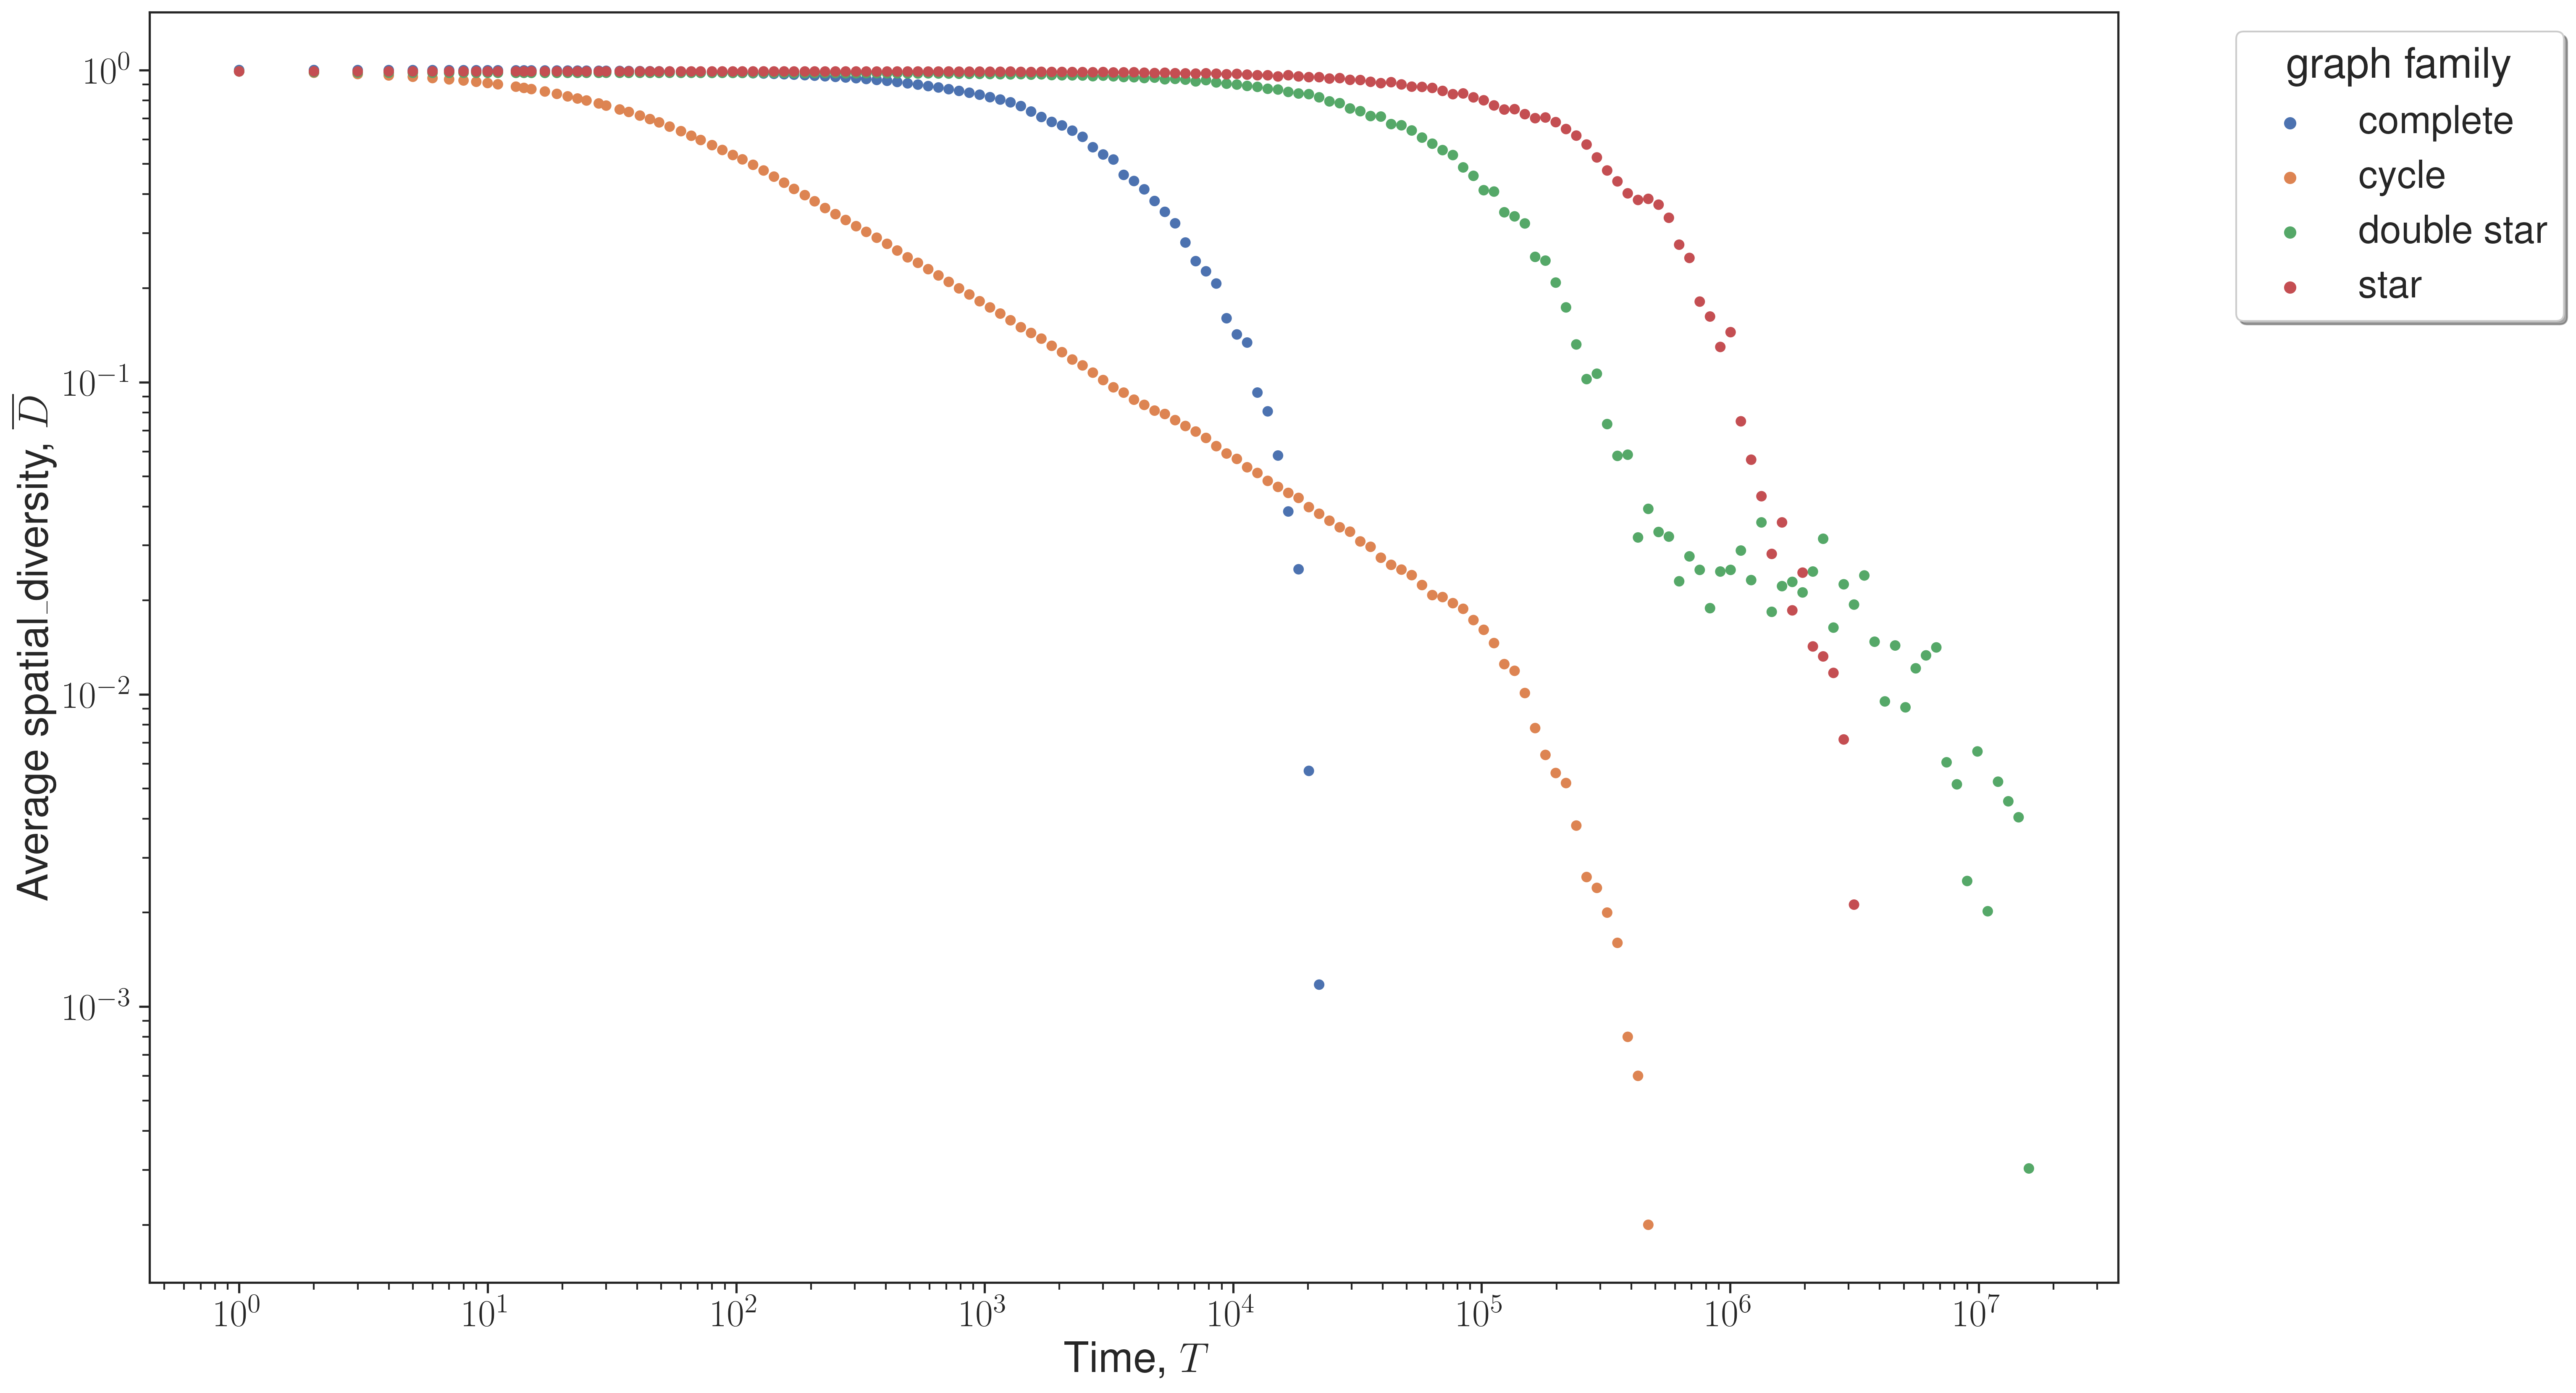 10⁰
10⁻¹
10⁻²
10⁻³
Average spatial_diversity, D̅
10⁰ 10¹ 10² 10³ 10⁴ 10⁵ 10⁶ 10⁷
Time, T
graph family
complete
cycle
double star
star